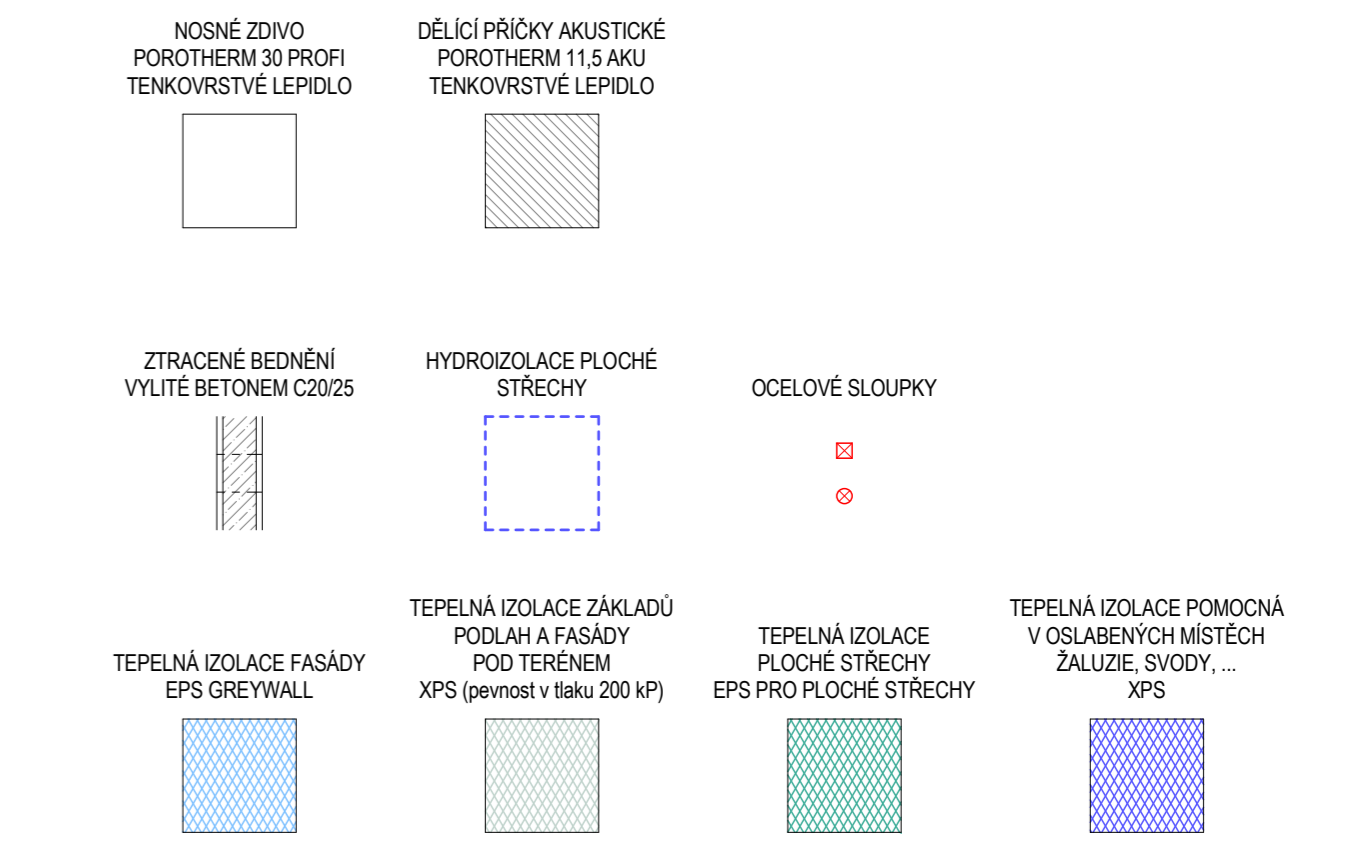 NOSNÉ ZDIVO
POROTHERM 30 PROFI
TENKOVRSTVÉ LEPIDLO
DĚLÍCÍ PŘÍČKY AKUSTICKÉ
POROTHERM 11,5 AKU
TENKOVRSTVÉ LEPIDLO
ZTRACENÉ BEDNĚNÍ
VYLITÉ BETONEM C20/25
HYDROIZOLACE PLOCHÉ
STŘECHY
OCELOVÉ SLOUPKY
TEPELNÁ IZOLACE FASÁDY
EPS GREYWALL
TEPELNÁ IZOLACE ZÁKLADŮ
PODLAH A FASÁDY
POD TERÉNEM
XPS (pevnost v tlaku 200 kP)
TEPELNÁ IZOLACE
PLOCHÉ STŘECHY
EPS PRO PLOCHÉ STŘECHY
TEPELNÁ IZOLACE POMOCNÁ
V OSLABENÝCH MÍSTĚCH
ŽALUZIE, SVODY, ...
XPS